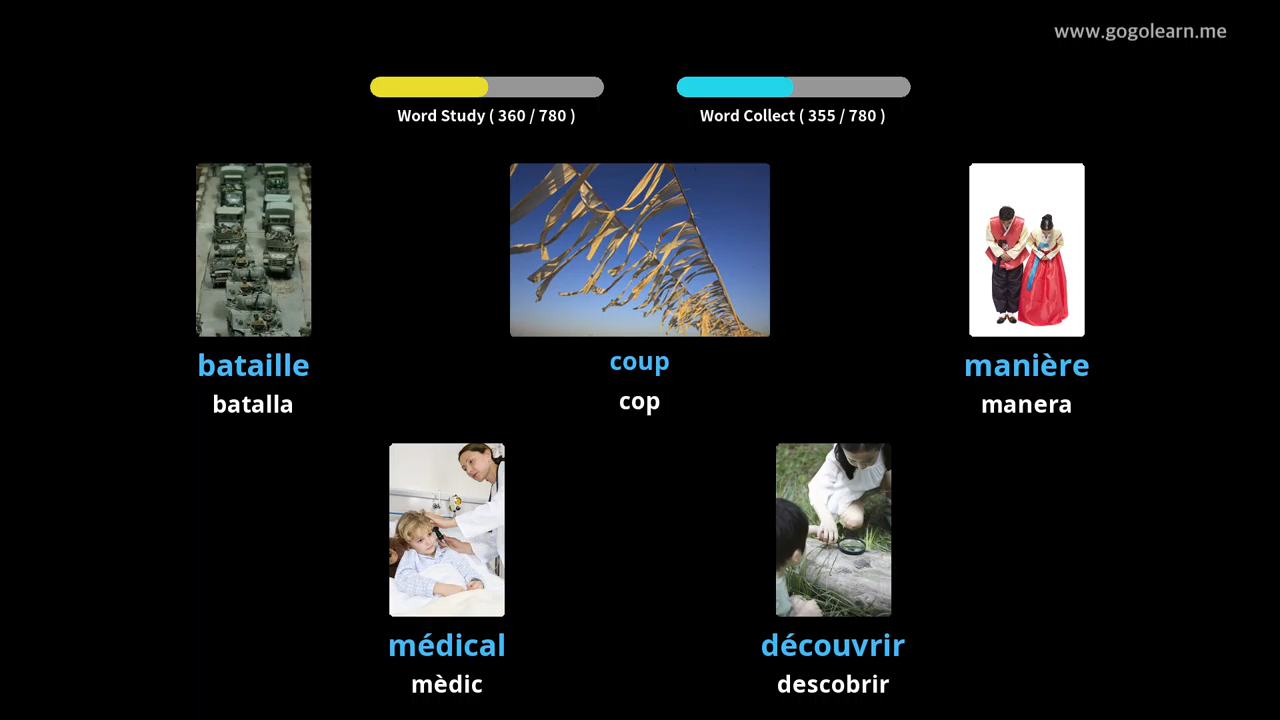 www.gogolearn.me
Word Study ( 360 / 780 )
Word Collect ( 355 / 780 )
bataille
batalla
coup
cop
manière
manera
médical
mèdic
découvrir
descobrir